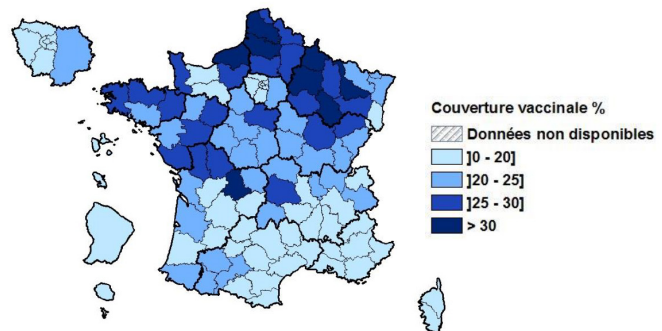 Couverture vaccinale %
Données non disponibles
]0 - 20]
]20 - 25]
]25 - 30]
> 30